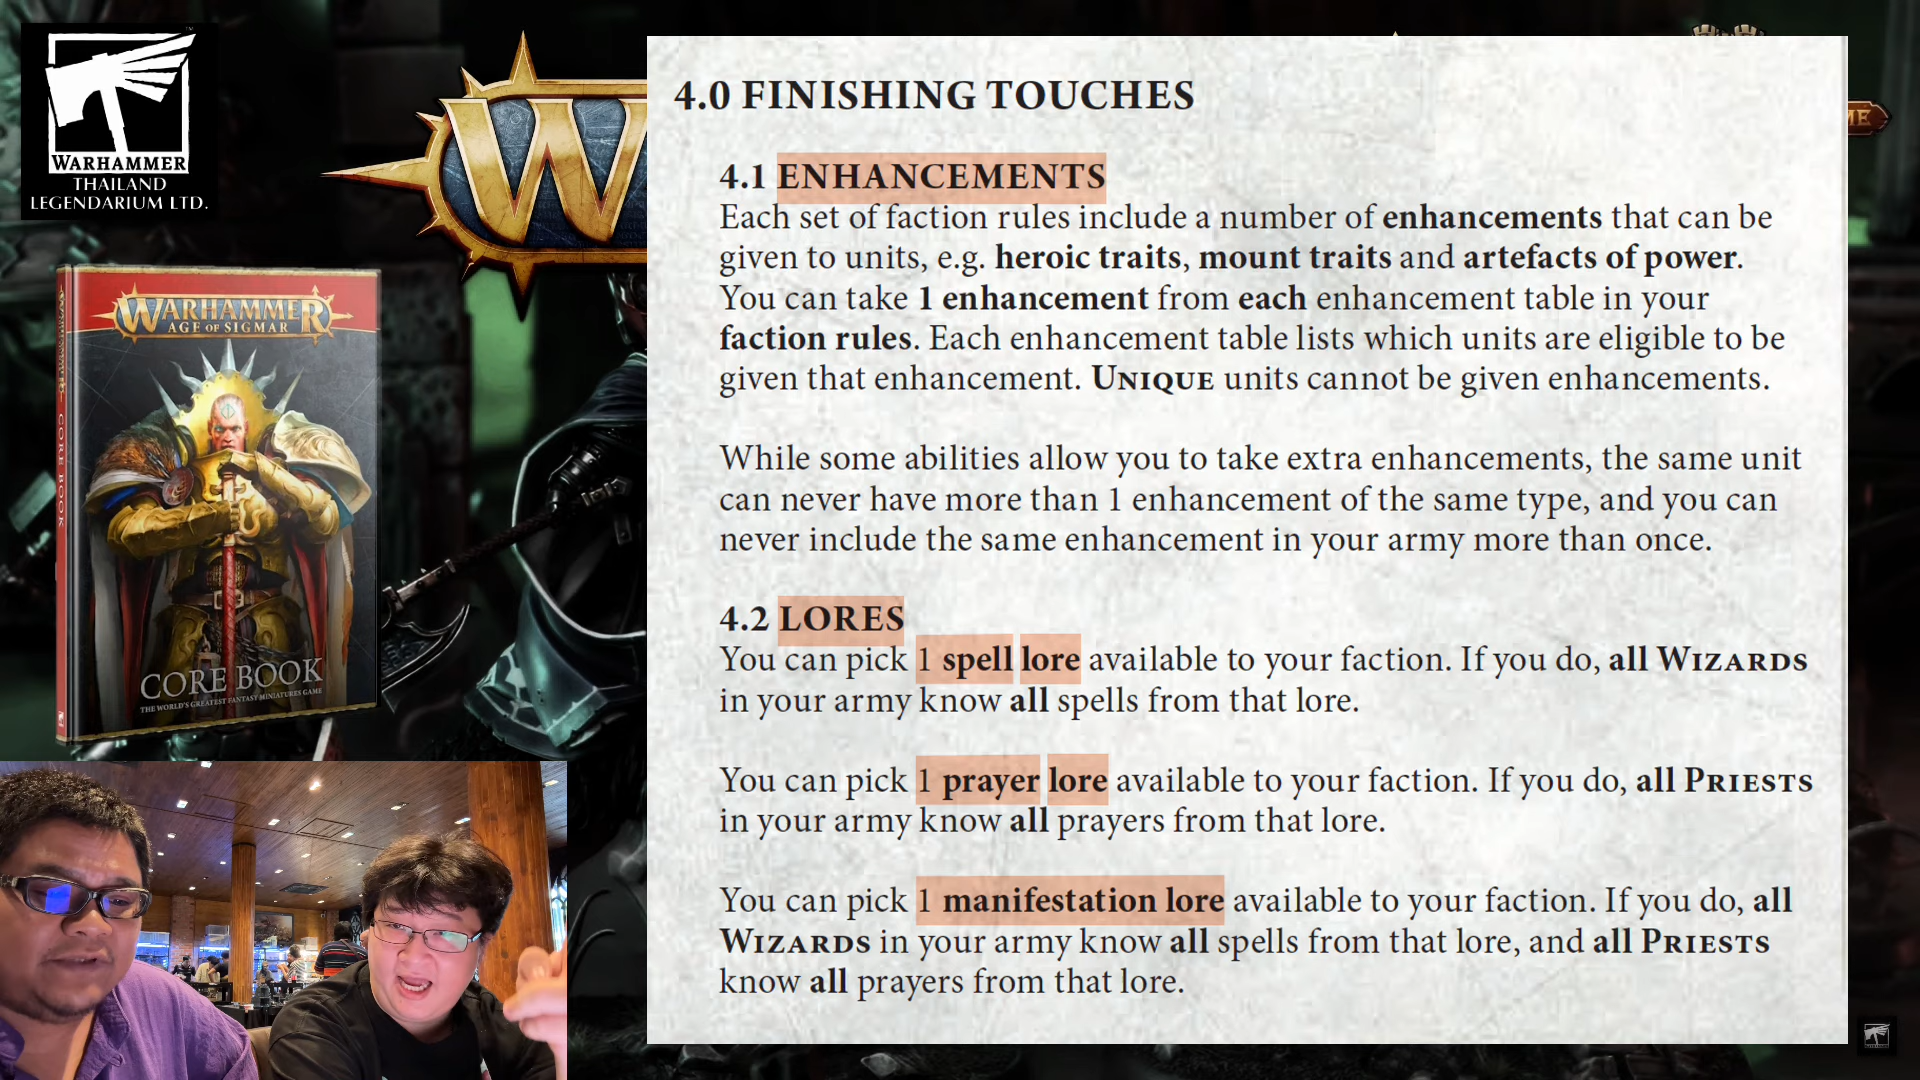 WARHAMMER
THAILAND
LEGENDARIUM LTD.
W
ME
WARHAMMER
AGE OF SIGMAR
CORE BOOK
CORE BOOK
THE WORLD'S GREATEST FANTASY MINIATURES GAME
4.0 FINISHING TOUCHES
4.1 ENHANCEMENTS
Each set of faction rules include a number of enhancements that can be
given to units, e.g. heroic traits, mount traits and artefacts of power.
You can take 1 enhancement from each enhancement table in your
faction rules. Each enhancement table lists which units are eligible to be
given that enhancement. UNIQUE units cannot be given enhancements.
While some abilities allow you to take extra enhancements, the same unit
can never have more than 1 enhancement of the same type, and you can
never include the same enhancement in your army more than once.
4.2 LORES
You can pick 1 spell lore available to your faction. If you do, all WIZARDS
in your army know all spells from that lore.
You can pick 1 prayer lore available to your faction. If you do, all PRIESTS
in your army know all prayers from that lore.
You can pick 1 manifestation lore available to your faction. If you do, all
WIZARDS in your army know all spells from that lore, and all PRIESTS
know all prayers from that lore.